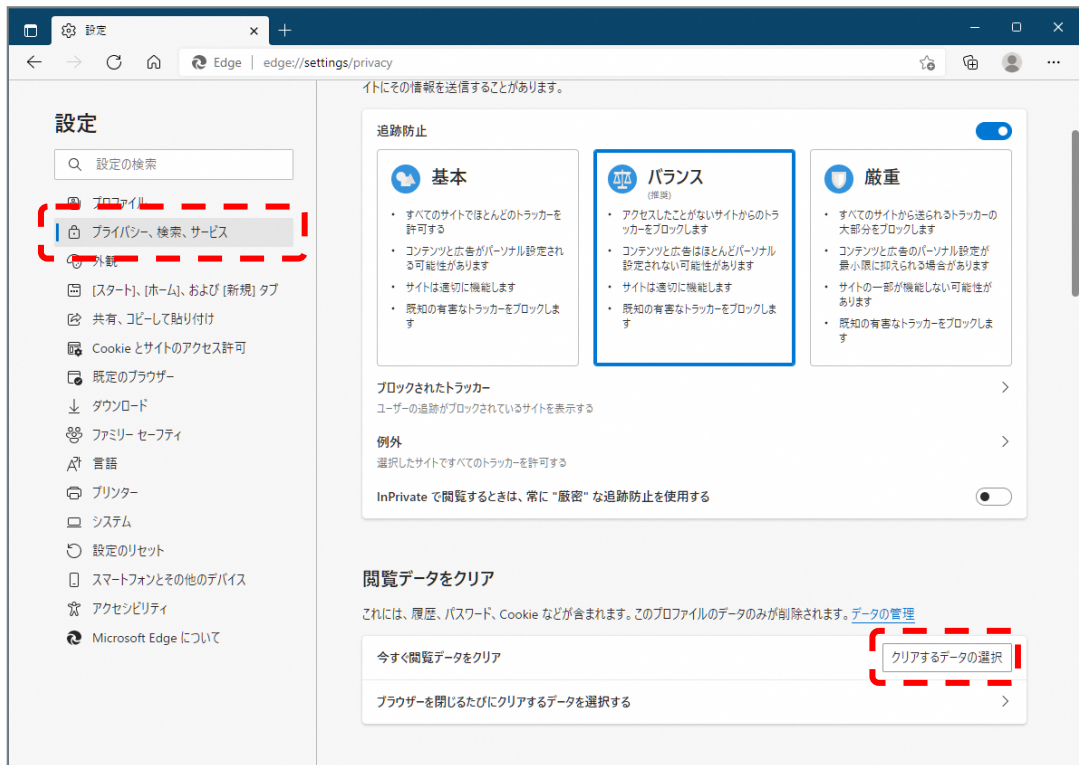 設定
Edge | edge://settings/privacy
設定
設定の検索
プロファイル
プライバシー、検索、サービス
外観
[スタート]、[ホーム]、および [新規] タブ
共有、コピーして貼り付け
Cookie とサイトのアクセス許可
既定のブラウザー
ダウンロード
ファミリー セーフティ
言語
プリンター
システム
設定のリセット
スマートフォンとその他のデバイス
アクセシビリティ
Microsoft Edge について
イトにその情報を送信することがあります。
追跡防止
基本
・ すべてのサイトでほとんどのトラッカーを
許可する
・ コンテンツと広告がパーソナル設定され
る可能性があります
・ サイトは適切に機能します
・ 既知の有害なトラッカーをブロックしま
す
バランス
(推奨)
・ アクセスしたことがないサイトからのトラ
ッカーをブロックします
・ コンテンツと広告はほとんどパーソナル
設定されない可能性があります
・ サイトは適切に機能します
・ 既知の有害なトラッカーをブロックしま
す
厳重
・ すべてのサイトから送られるトラッカーの
大部分をブロックします
・ コンテンツと広告のパーソナル設定が
最小限に抑えられる場合があります
・ サイトの一部が機能しない可能性が
あります
・ 既知の有害なトラッカーをブロックしま
す
ブロックされたトラッカー
ユーザーの追跡がブロックされているサイトを表示する
例外
選択したサイトですべてのトラッカーを許可する
InPrivate で閲覧するときは、常に "厳密" な追跡防止を使用する
閲覧データをクリア
これには、履歴、パスワード、Cookie などが含まれます。このプロファイルのデータのみが削除されます。データの管理
今すぐ閲覧データをクリア
クリアするデータの選択
ブラウザーを閉じるたびにクリアするデータを選択する